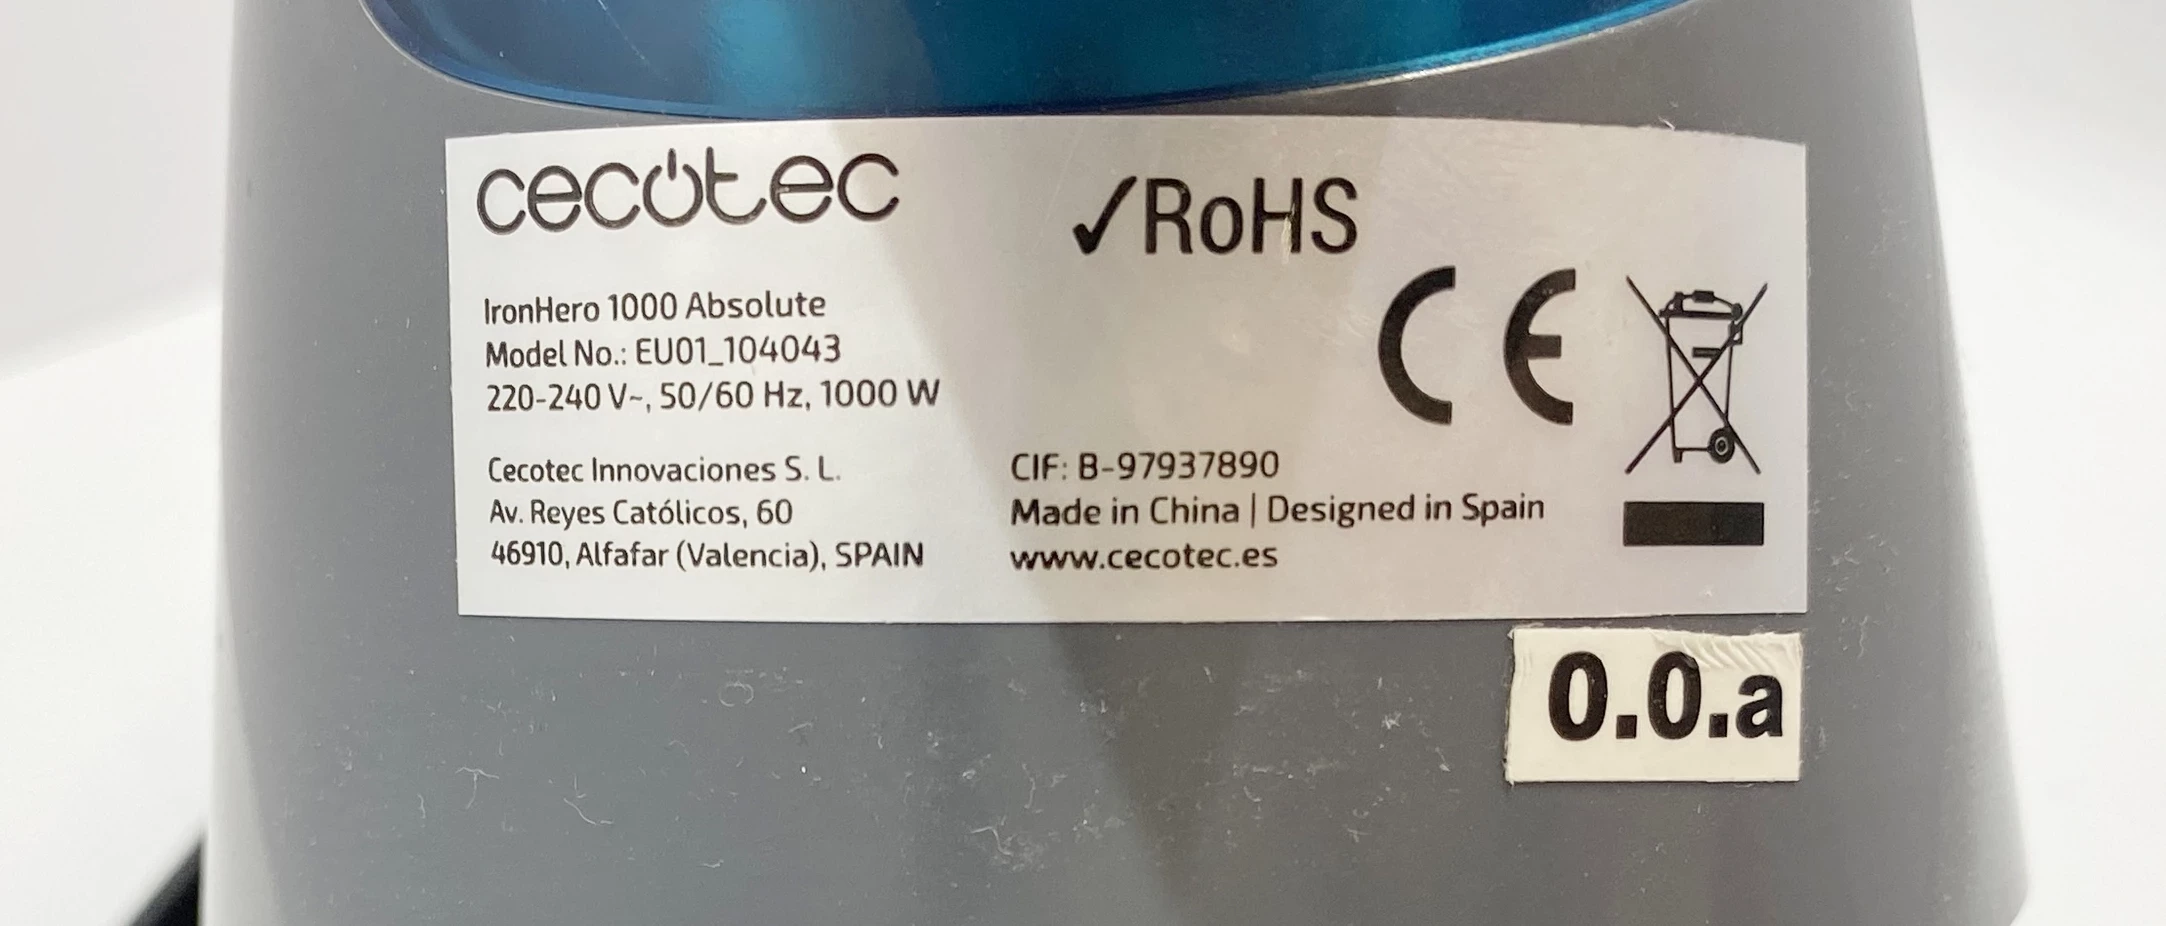 cecotec
✓RoHS
CE
IronHero 1000 Absolute
Model No.: EU01_104043
220-240 V~, 50/60 Hz, 1000 W
Cecotec Innovaciones S. L.
Av. Reyes Católicos, 60
46910, Alfafar (Valencia), SPAIN
CIF: B-97937890
Made in China | Designed in Spain
www.cecotec.es
0.0.a